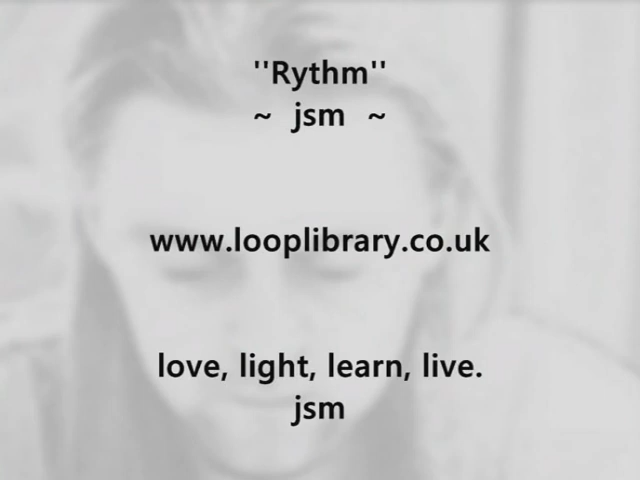 "Rythm"
~ jsm ~
www.looplibrary.co.uk
love, light, learn, live.
jsm